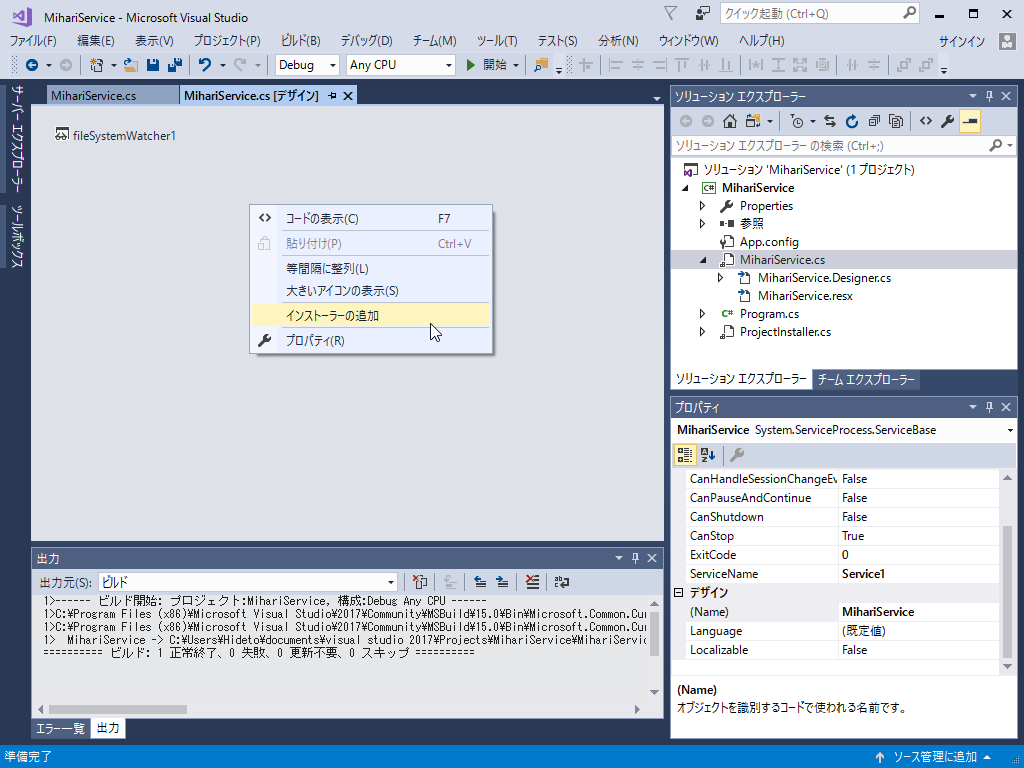 MihariService - Microsoft Visual Studio
クイック起動 (Ctrl+Q)
ファイル(F) 編集(E) 表示(V) プロジェクト(P) ビルド(B) デバッグ(D) チーム(M) ツール(T) テスト(S) 分析(N) ウィンドウ(W) ヘルプ(H) サインイン
Debug Any CPU 開始
サーバー エクスプローラー
ツールボックス
MihariService.cs
MihariService.cs [デザイン]
fileSystemWatcher1
コードの表示(C) F7
貼り付け(P) Ctrl+V
等間隔に整列(L)
大きいアイコンの表示(S)
インストーラーの追加
プロパティ(R)
出力
出力元(S): ビルド
1>------ ビルド開始: プロジェクト:MihariService, 構成:Debug Any CPU ------
1>C:¥Program Files (x86)¥Microsoft Visual Studio¥2017¥Community¥MSBuild¥15.0¥Bin¥Microsoft.Common.Cur
1>C:¥Program Files (x86)¥Microsoft Visual Studio¥2017¥Community¥MSBuild¥15.0¥Bin¥Microsoft.Common.Cur
1>  MihariService -> C:¥Users¥Hideto¥documents¥visual studio 2017¥Projects¥MihariService¥MihariServic
========== ビルド: 1 正常終了、0 失敗、0 更新不要、0 スキップ ==========
エラー一覧 出力
ソリューション エクスプローラー
ソリューション エクスプローラー の検索 (Ctrl+;)
ソリューション 'MihariService' (1 プロジェクト)
C# MihariService
Properties
参照
App.config
MihariService.cs
MihariService.Designer.cs
MihariService.resx
C# Program.cs
ProjectInstaller.cs
ソリューション エクスプローラー チーム エクスプローラー
プロパティ
MihariService System.ServiceProcess.ServiceBase
CanHandleSessionChangeEv False
CanPauseAndContinue False
CanShutdown False
CanStop True
ExitCode 0
ServiceName Service1
デザイン
(Name) MihariService
Language (既定値)
Localizable False
(Name)
オブジェクトを識別するコードで使われる名前です。
準備完了 ソース管理に追加